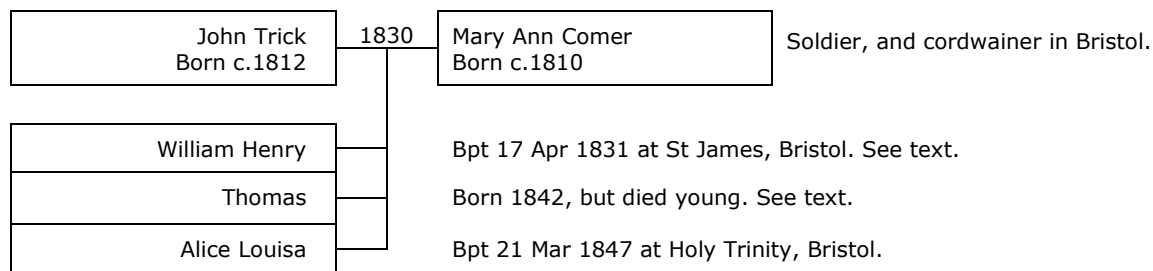 John Trick 1830 Mary Ann Comer Soldier, and cordwainer in Bristol.
Born c.1812 Born c.1810
William Henry Bpt 17 Apr 1831 at St James, Bristol. See text.
Thomas Born 1842, but died young. See text.
Alice Louisa Bpt 21 Mar 1847 at Holy Trinity, Bristol.